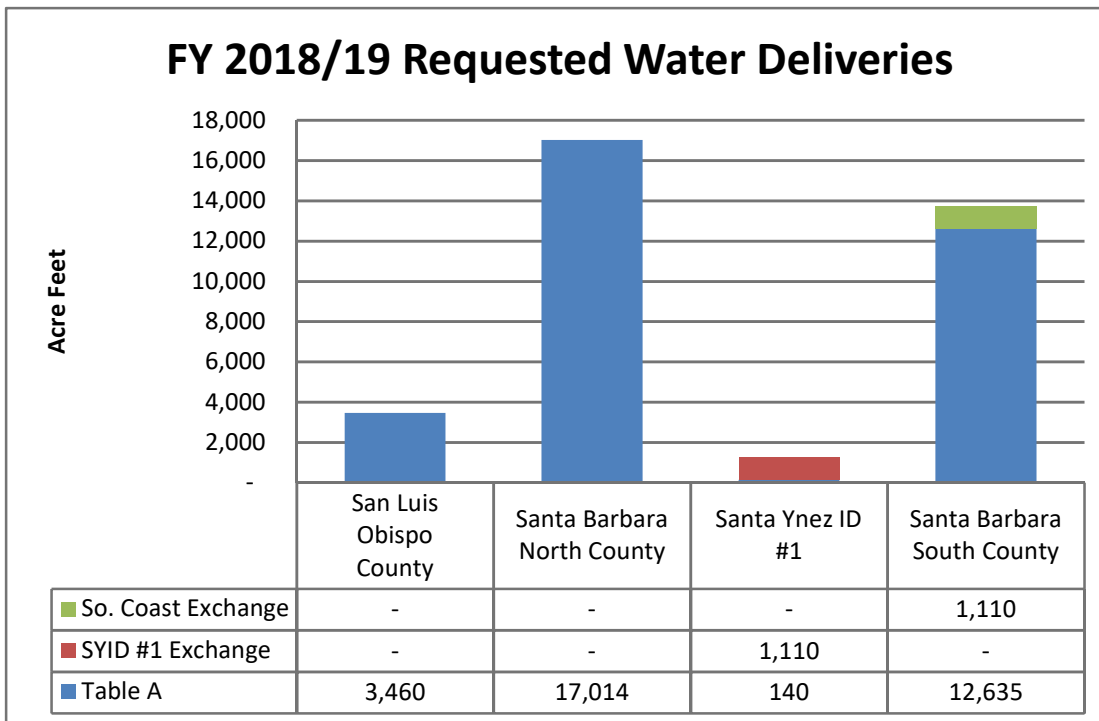 FY 2018/19 Requested Water Deliveries
Acre Feet
18,000
16,000
14,000
12,000
10,000
8,000
6,000
4,000
2,000
-
San Luis
Obispo
County
Santa Barbara
North County
Santa Ynez ID
#1
Santa Barbara
South County
So. Coast Exchange - - - 1,110
SYID #1 Exchange - - 1,110 -
Table A 3,460 17,014 140 12,635